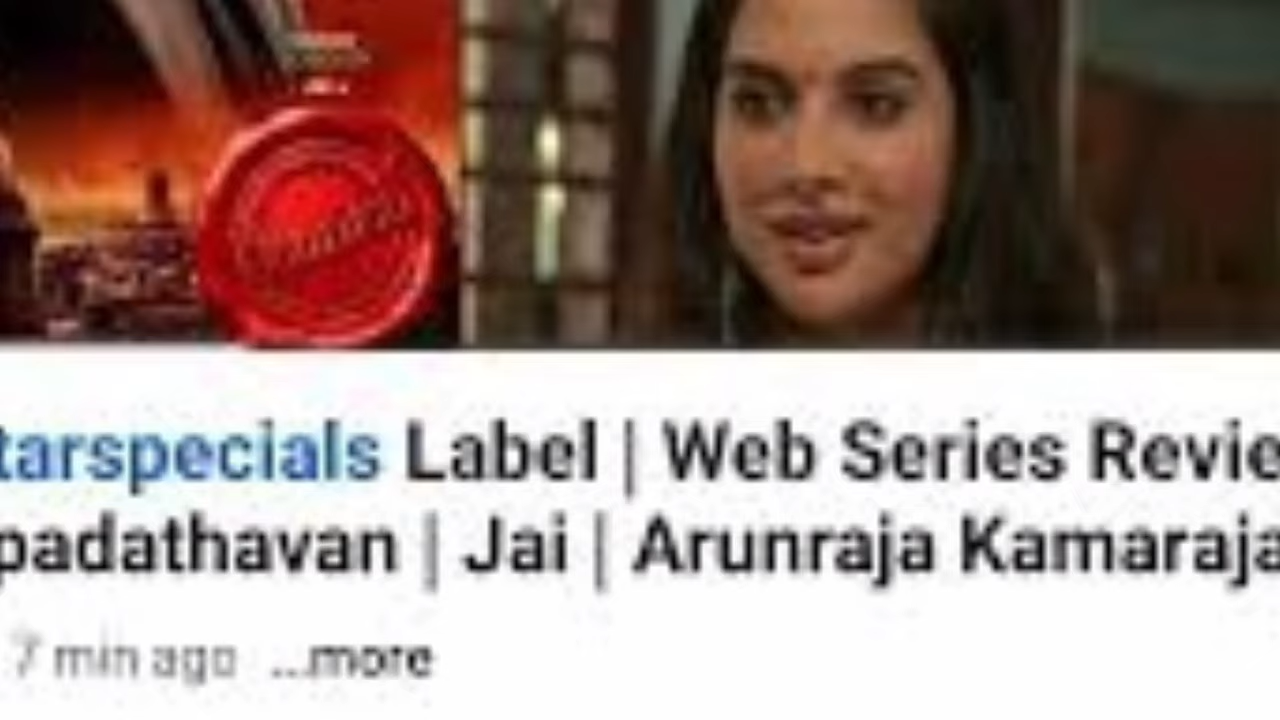 tarspecials Label | Web Series Revie
padathavan | Jai | Arunraja Kamaraja
7 min ago ...more